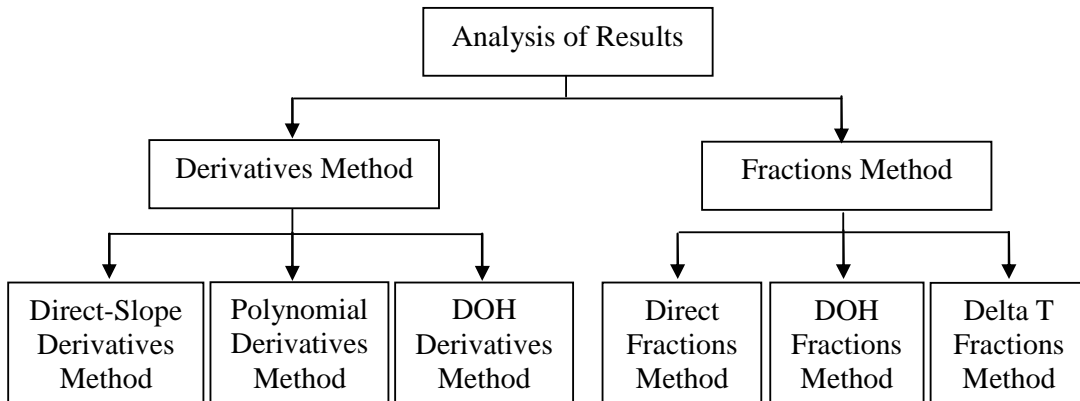 Analysis of Results
Derivatives Method
Fractions Method
Direct-Slope
Derivatives
Method
Polynomial
Derivatives
Method
DOH
Derivatives
Method
Direct
Fractions
Method
DOH
Fractions
Method
Delta T
Fractions
Method